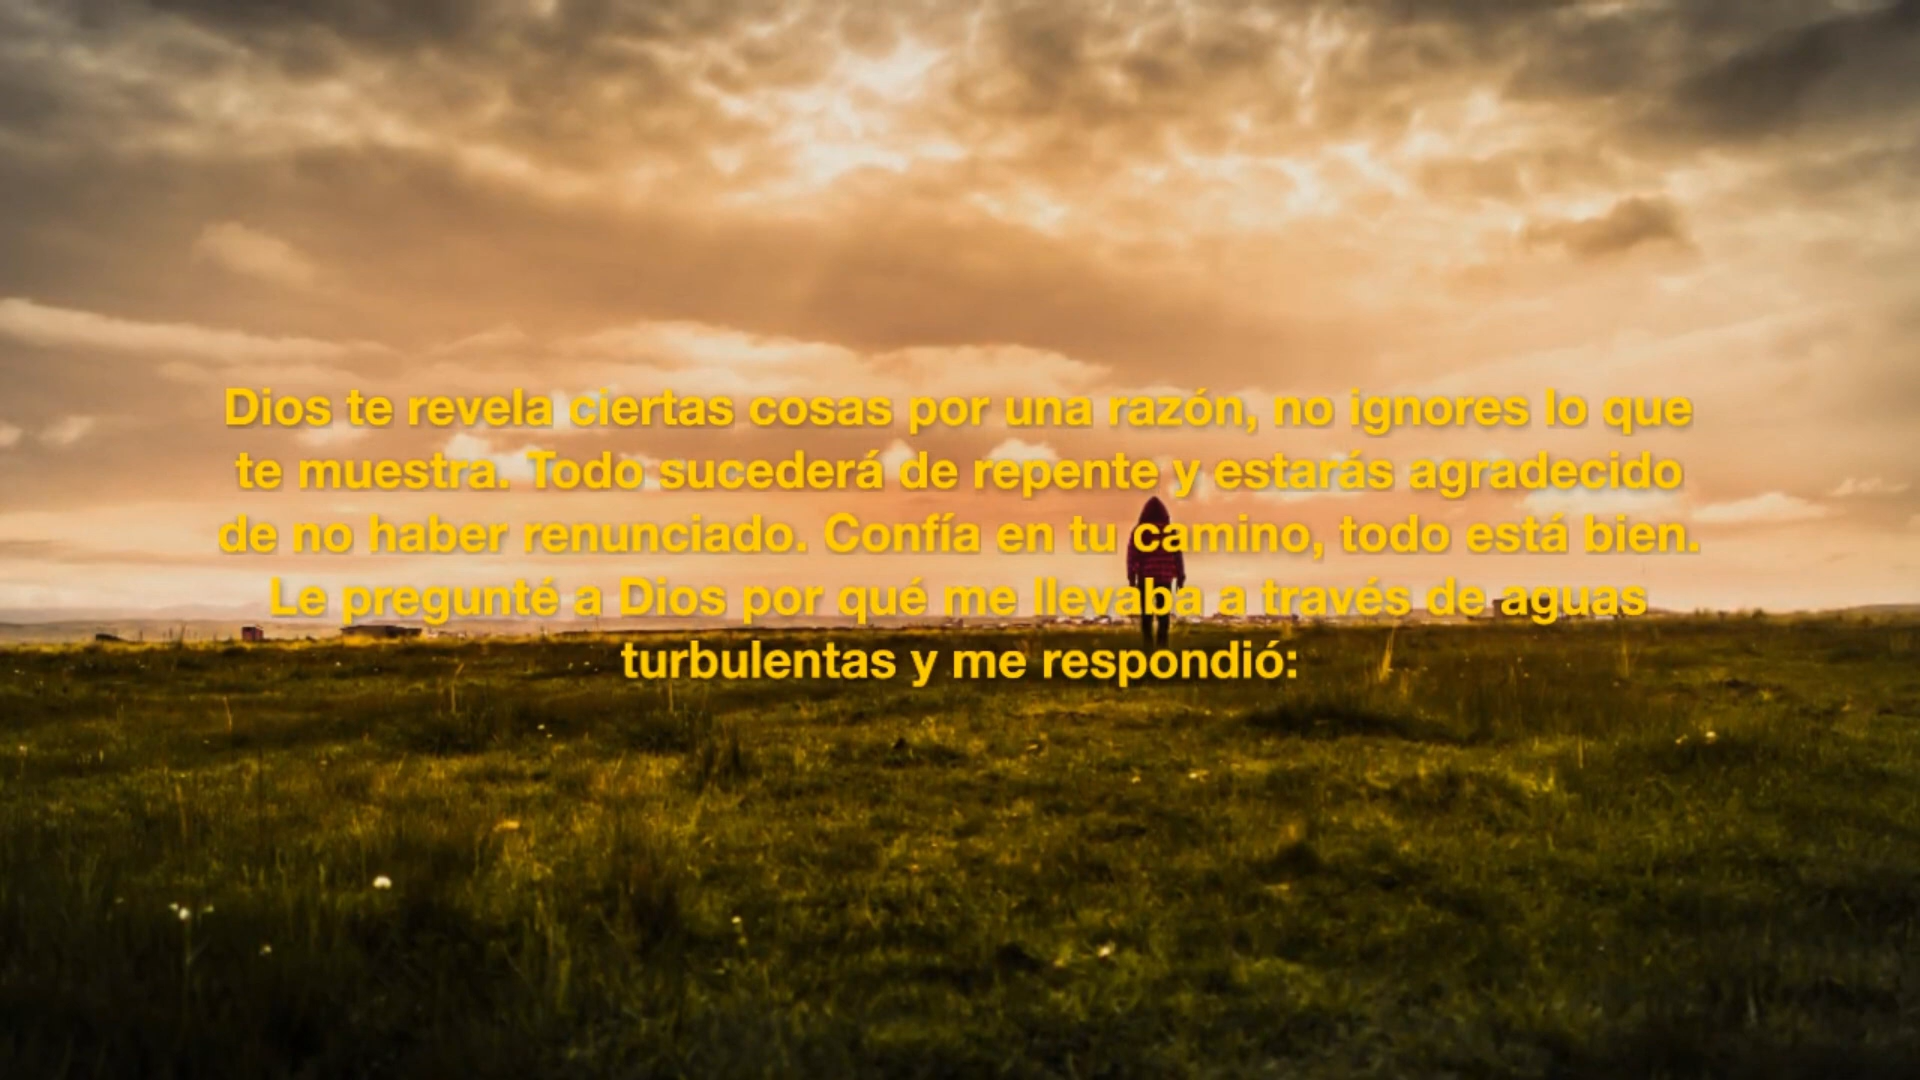 Dios te revela ciertas cosas por una razón, no ignores lo que
te muestra. Todo sucederá de repente y estarás agradecido
de no haber renunciado. Confía en tu camino, todo está bien.
Le pregunté a Dios por qué me llevaba a través de aguas
turbulentas y me respondió: